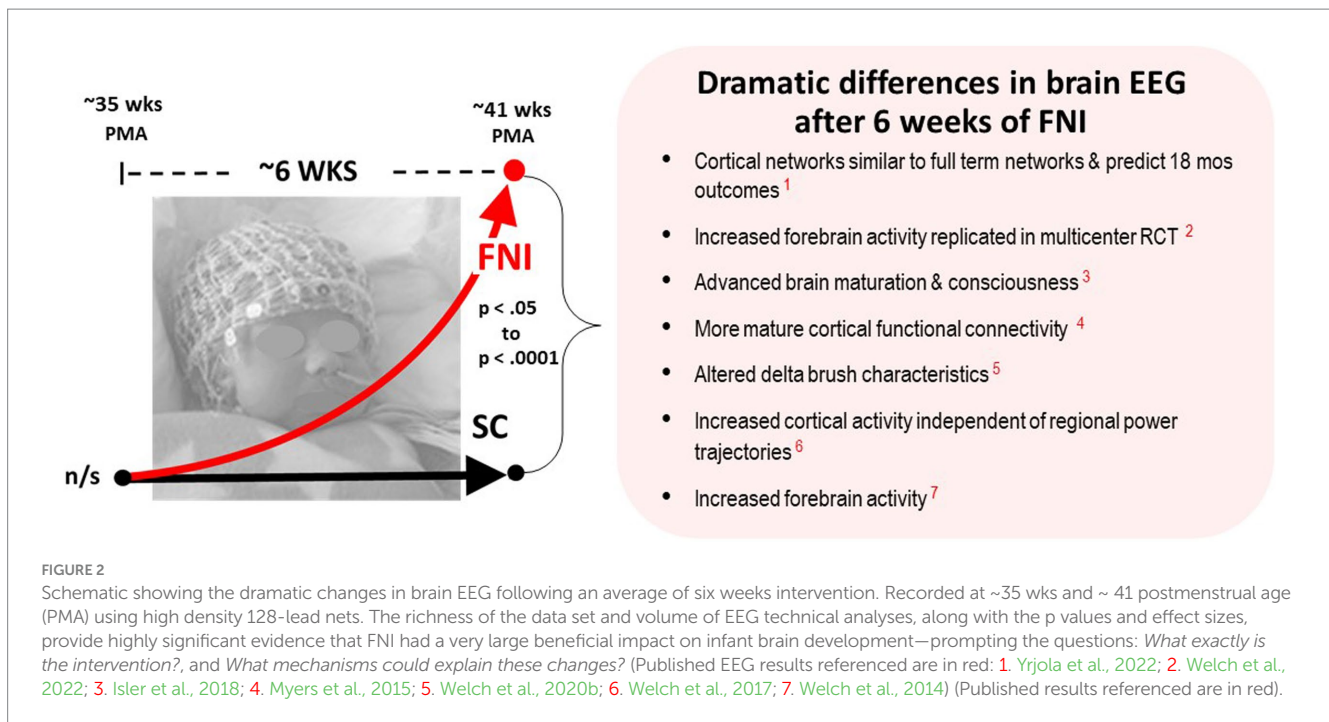 ~35 wks
PMA
~41 wks
PMA
~6 WKS
FNI
p < .05
to
p < .0001
SC
n/s
Dramatic differences in brain EEG
after 6 weeks of FNI
• Cortical networks similar to full term networks & predict 18 mos
outcomes 1
• Increased forebrain activity replicated in multicenter RCT 2
• Advanced brain maturation & consciousness 3
• More mature cortical functional connectivity 4
• Altered delta brush characteristics 5
• Increased cortical activity independent of regional power
trajectories 6
• Increased forebrain activity 7
FIGURE 2
Schematic showing the dramatic changes in brain EEG following an average of six weeks intervention. Recorded at ~35 wks and ~ 41 postmenstrual age
(PMA) using high density 128-lead nets. The richness of the data set and volume of EEG technical analyses, along with the p values and effect sizes,
provide highly significant evidence that FNI had a very large beneficial impact on infant brain development—prompting the questions: What exactly is
the intervention?, and What mechanisms could explain these changes? (Published EEG results referenced are in red: 1. Yrjola et al., 2022; 2. Welch et al.,
2022; 3. Isler et al., 2018; 4. Myers et al., 2015; 5. Welch et al., 2020b; 6. Welch et al., 2017; 7. Welch et al., 2014) (Published results referenced are in red).